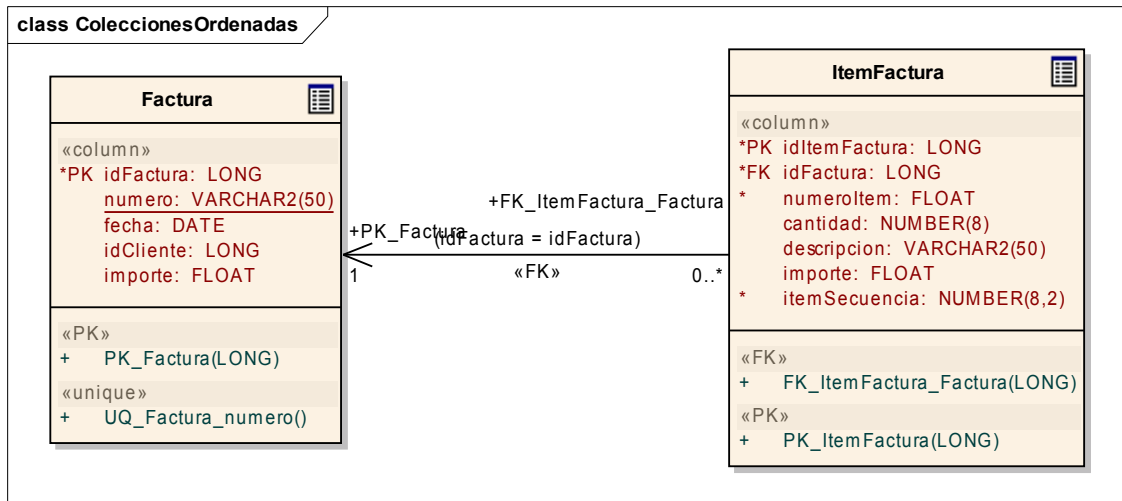 class ColeccionesOrdenadas
Factura
«column»
*PK idFactura: LONG
numero: VARCHAR2(50)
fecha: DATE
idCliente: LONG
importe: FLOAT
«PK»
+ PK_Factura(LONG)
«unique»
+ UQ_Factura_numero()
+FK_ItemFactura_Factura
+PK_Factura
(idFactura = idFactura)
1
«FK»
0..*
ItemFactura
«column»
*PK idItemFactura: LONG
*FK idFactura: LONG
* numeroItem: FLOAT
cantidad: NUMBER(8)
descripcion: VARCHAR2(50)
importe: FLOAT
* itemSecuencia: NUMBER(8,2)
«FK»
+ FK_ItemFactura_Factura(LONG)
«PK»
+ PK_ItemFactura(LONG)